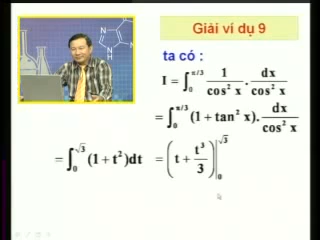 Giải ví dụ 9
ta có :
I = ∫₀^{π/3} 1/cos² x . dx/cos² x
= ∫₀^{π/3} (1 + tan² x). dx/cos² x
= ∫₀^{√3} (1 + t²)dt = (t + t³/3)|₀^{√3}